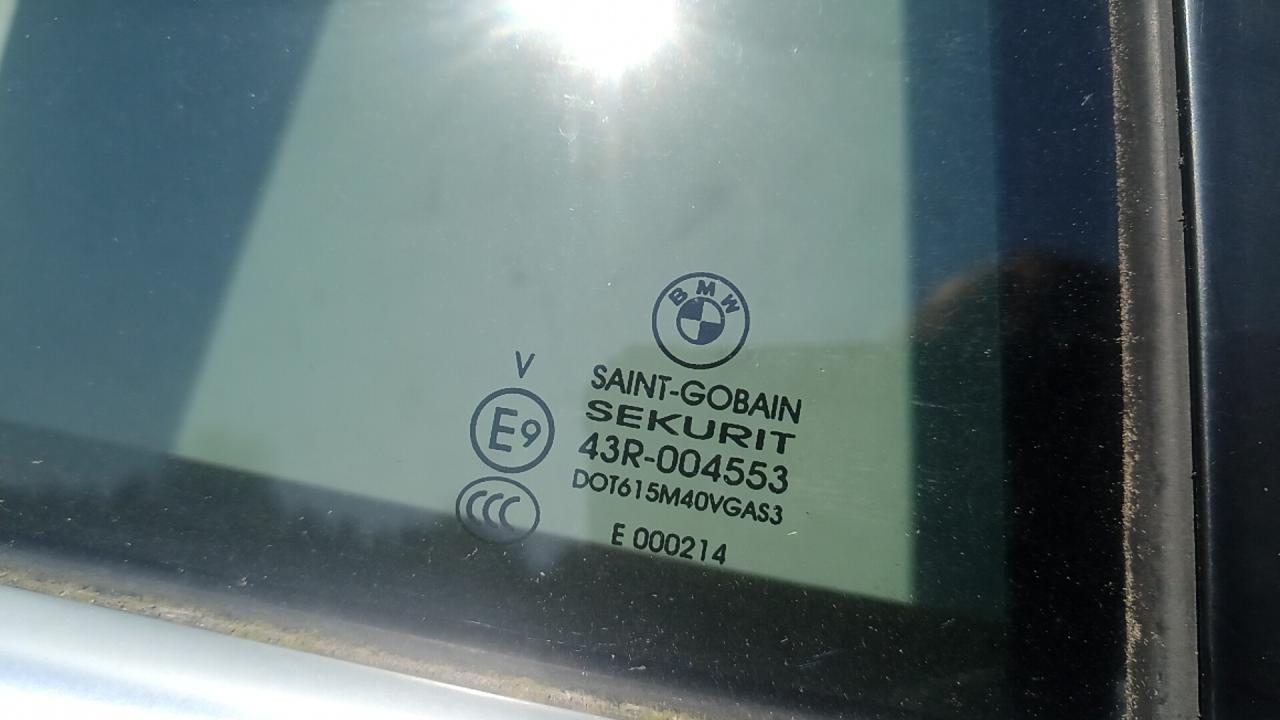 BMW
V
SAINT-GOBAIN
SEKURIT
E9
43R-004553
DOT615M40VGAS3
CCC
E 000214